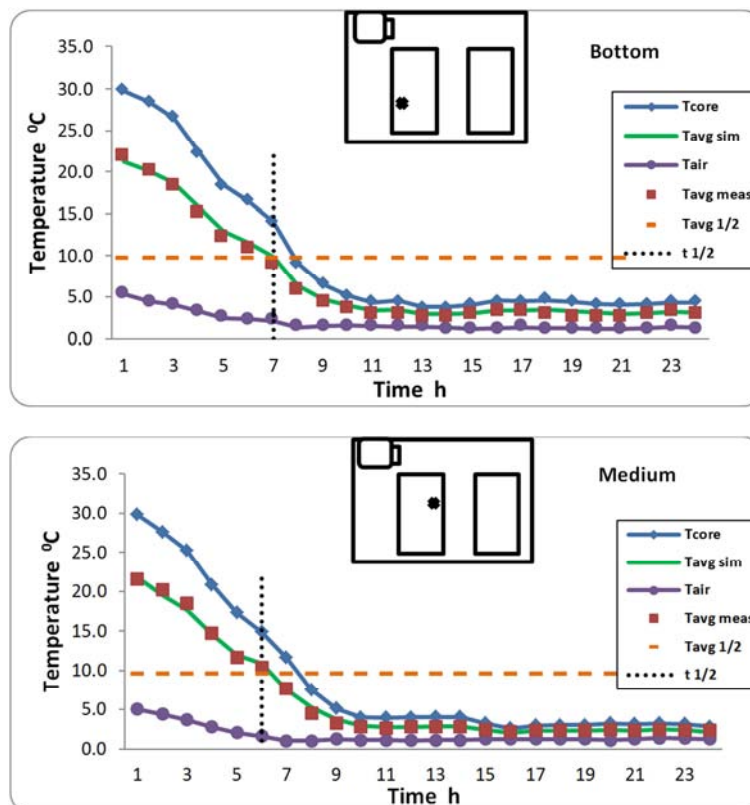 Bottom
35.0
30.0
25.0
20.0
15.0
10.0
5.0
0.0
Temperature ⁰C
1 3 5 7 9 11 13 15 17 19 21 23
Time h
Tcore
Tavg sim
Tair
Tavg meas
Tavg 1/2
t 1/2
Medium
35.0
30.0
25.0
20.0
15.0
10.0
5.0
0.0
Temperature ⁰C
1 3 5 7 9 11 13 15 17 19 21 23
Time h
Tcore
Tavg sim
Tair
Tavg meas
Tavg 1/2
t 1/2